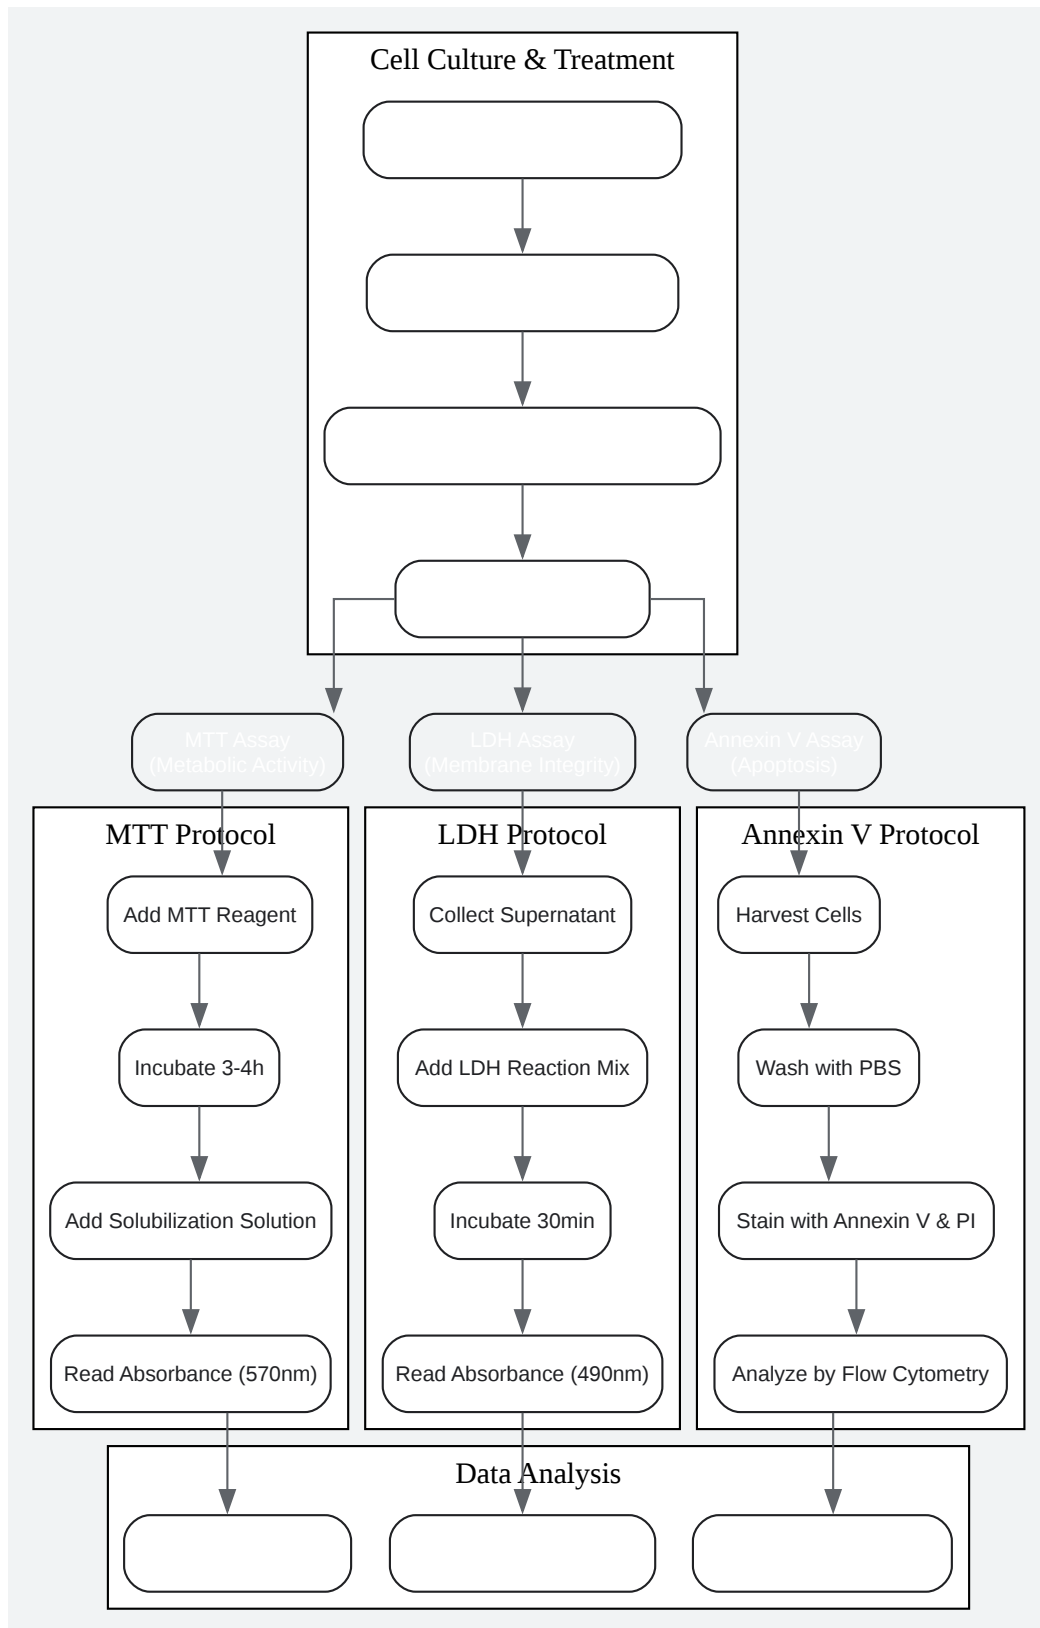 Cell Culture & Treatment
MTT Assay
(Metabolic Activity)
LDH Assay
(Membrane Integrity)
Annexin V Assay
(Apoptosis)
MTT Protocol
LDH Protocol
Annexin V Protocol
Add MTT Reagent
Collect Supernatant
Harvest Cells
Incubate 3-4h
Add LDH Reaction Mix
Wash with PBS
Add Solubilization Solution
Incubate 30min
Stain with Annexin V & PI
Read Absorbance (570nm)
Read Absorbance (490nm)
Analyze by Flow Cytometry
Data Analysis